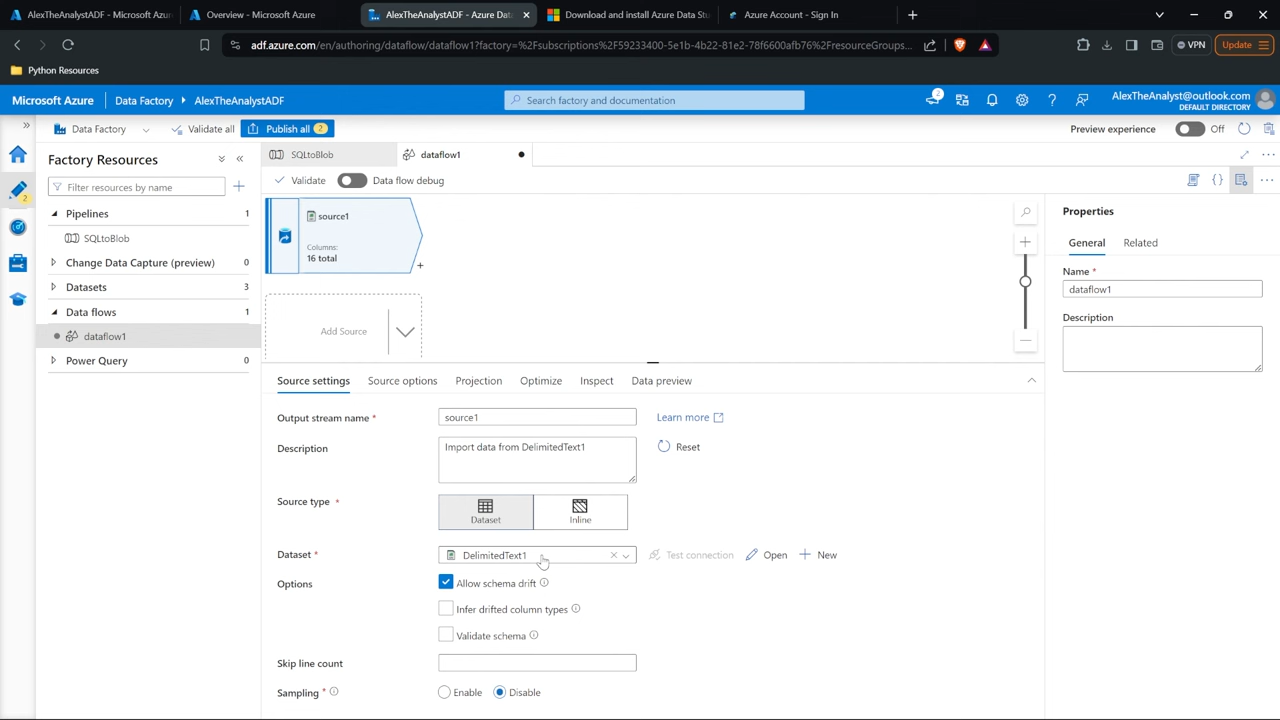 AlexTheAnalystADF - Microsoft Azu
Overview - Microsoft Azure
AlexTheAnalystADF - Azure Dat
Download and install Azure Data Stu
Azure Account - Sign In
adf.azure.com/en/authoring/dataflow/dataflow1?factory=%2Fsubscriptions%2F59233400-5e1b-4b22-81e2-78f6600afb76%2FresourceGroups...
VPN
Update
Python Resources
Microsoft Azure
Data Factory
AlexTheAnalystADF
Search factory and documentation
2
AlexTheAnalyst@outlook.com
DEFAULT DIRECTORY
Data Factory
Validate all
Publish all 2
Preview experience
Off
Factory Resources
SQLtoBlob
dataflow1
Filter resources by name
Validate
Data flow debug
2
Pipelines 1
SQLtoBlob
Change Data Capture (preview) 0
Datasets 3
Data flows 1
dataflow1
Power Query 0
source1
Columns:
16 total
Add Source
Properties
General
Related
Name *
dataflow1
Description
Source settings
Source options
Projection
Optimize
Inspect
Data preview
Output stream name *
source1
Learn more
Description
Import data from DelimitedText1
Reset
Source type *
Dataset
Inline
Dataset *
DelimitedText1
Test connection
Open
New
Options
Allow schema drift
Infer drifted column types
Validate schema
Skip line count
Sampling *
Enable
Disable